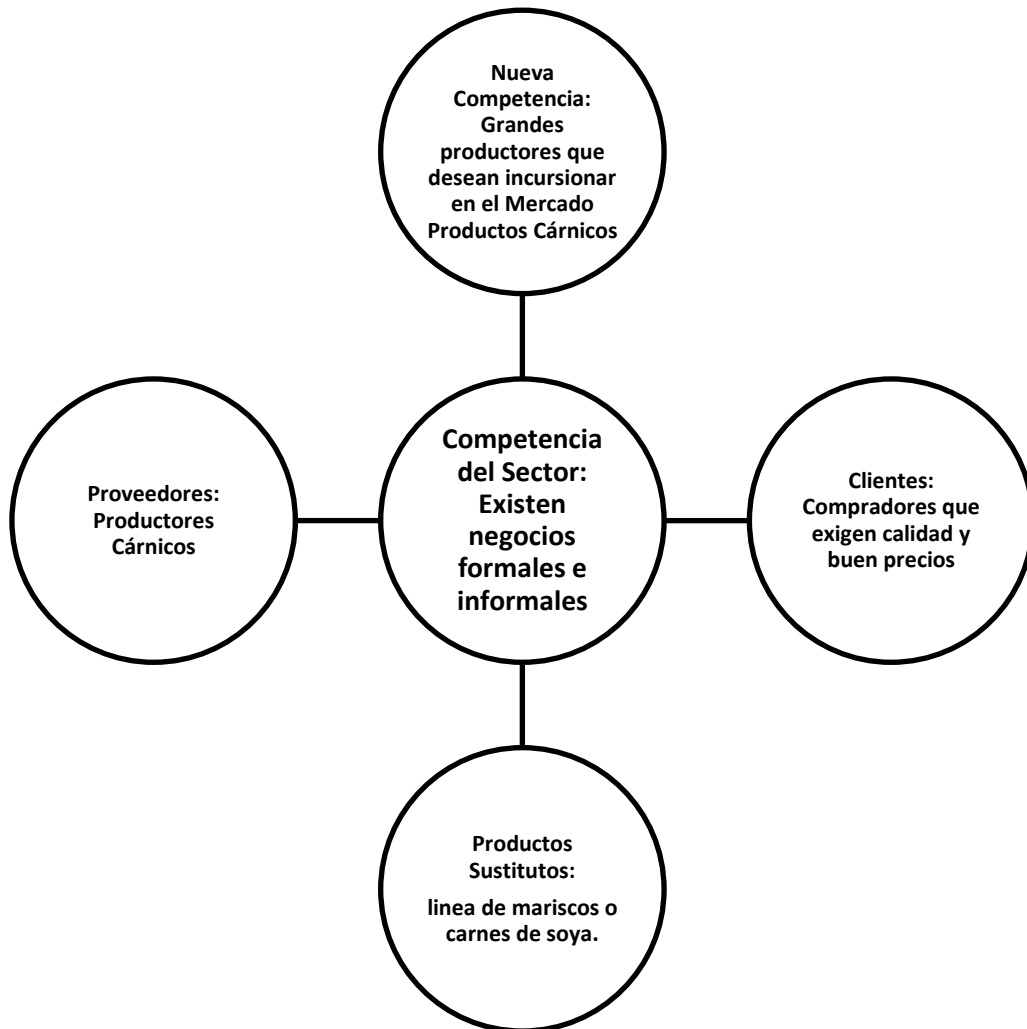 Nueva
Competencia:
Grandes
productores que
desean incursionar
en el Mercado
Productos Cárnicos
Proveedores:
Productores
Cárnicos
Competencia
del Sector:
Existen
negocios
formales e
informales
Clientes:
Compradores que
exigen calidad y
buen precios
Productos
Sustitutos:
linea de mariscos o
carnes de soya.